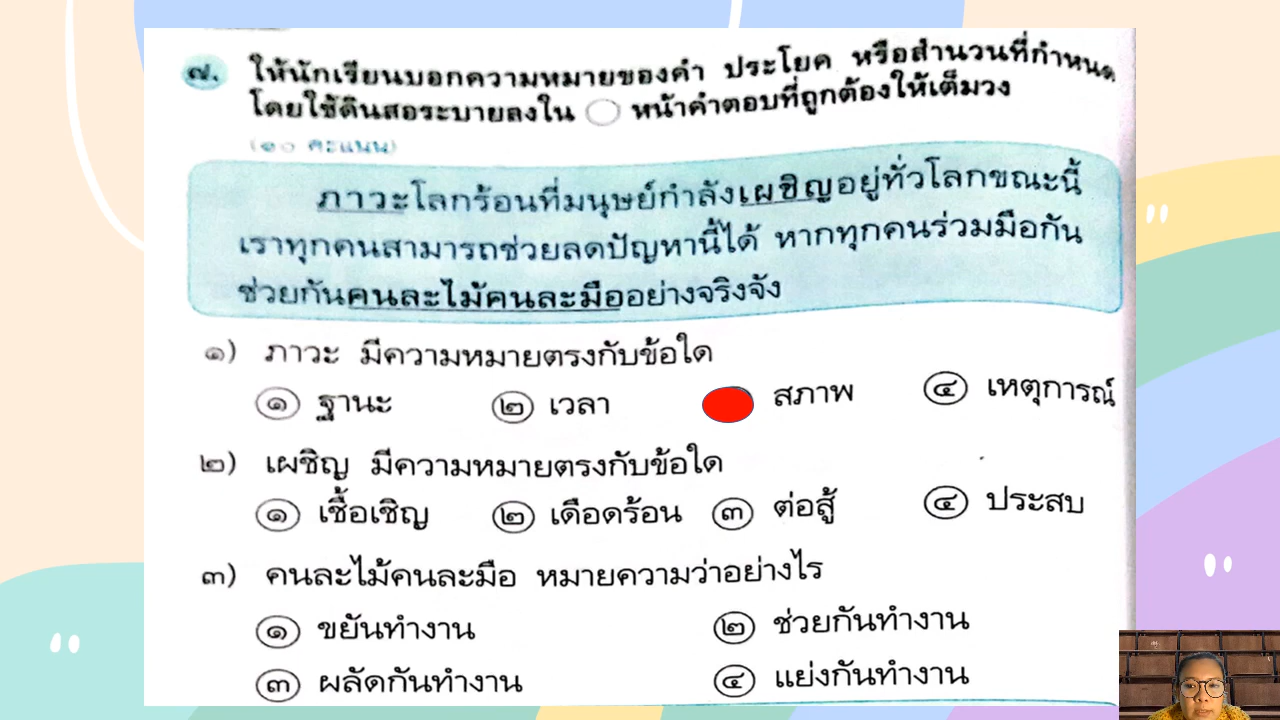 ๗. ให้นักเรียนบอกความหมายของคำ ประโยค หรือสำนวนที่กำหนด
โดยใช้ดินสอระบายลงใน ◯ หน้าคำตอบที่ถูกต้องให้เต็มวง
(๑๐ คะแนน)
ภาวะโลกร้อนที่มนุษย์กำลังเผชิญอยู่ทั่วโลกขณะนี้
เราทุกคนสามารถช่วยลดปัญหานี้ได้ หากทุกคนร่วมมือกัน
ช่วยกันคนละไม้คนละมืออย่างจริงจัง
๑) ภาวะ มีความหมายตรงกับข้อใด
๑ ฐานะ ๒ เวลา สภาพ ๔ เหตุการณ์
๒) เผชิญ มีความหมายตรงกับข้อใด
๑ เชื้อเชิญ ๒ เดือดร้อน ๓ ต่อสู้ ๔ ประสบ
๓) คนละไม้คนละมือ หมายความว่าอย่างไร
๑ ขยันทำงาน ๒ ช่วยกันทำงาน
๓ ผลัดกันทำงาน ๔ แย่งกันทำงาน